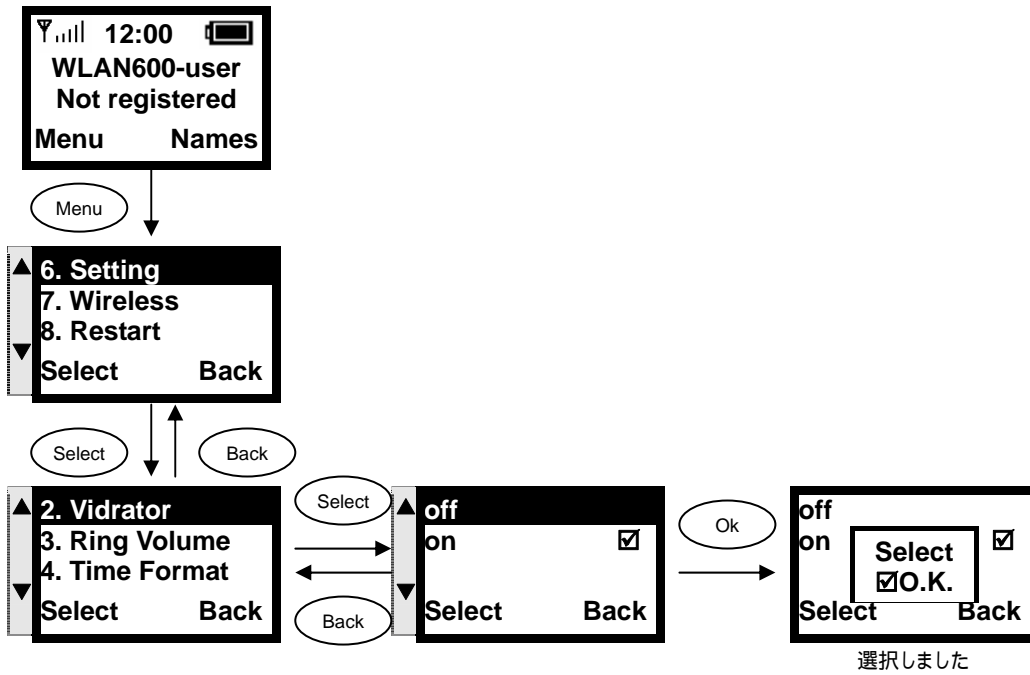 12:00
WLAN600-user
Not registered
Menu Names
Menu
6. Setting
7. Wireless
8. Restart
Select Back
Select Back
2. Vidrator
3. Ring Volume
4. Time Format
Select Back
Select
Back
off
on ☑
Select Back
Ok
off
on ☑
Select
☑O.K.
Select Back
選択しました